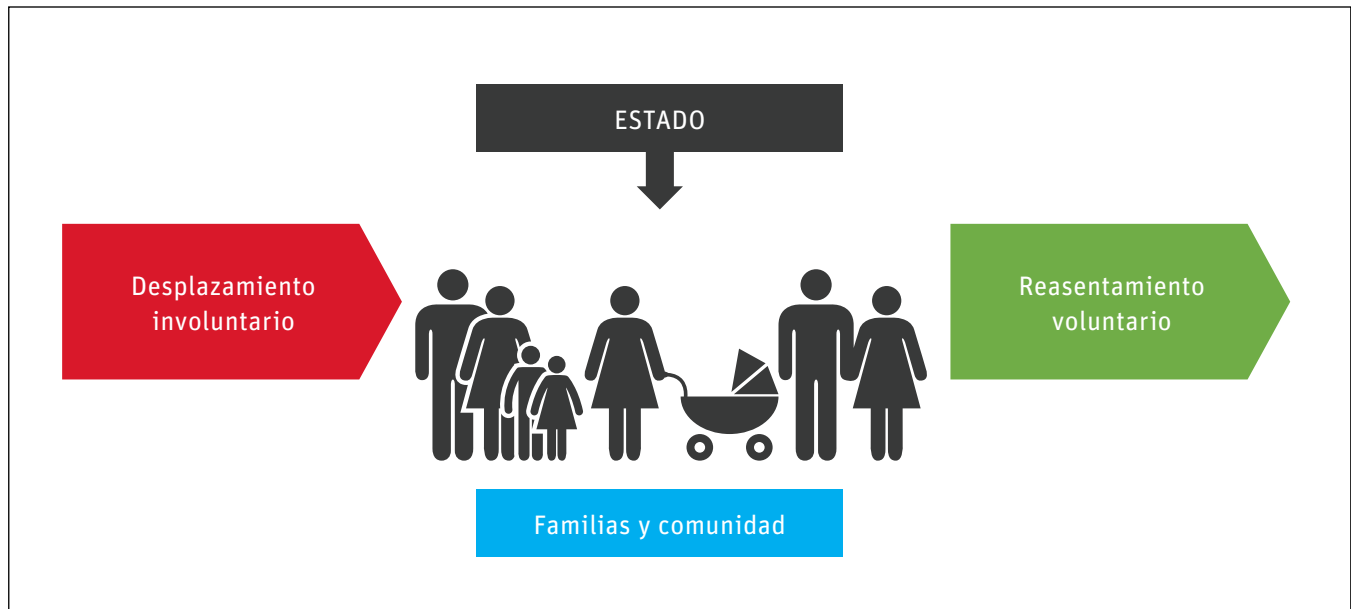 ESTADO
Desplazamiento
involuntario
Reasentamiento
voluntario
Familias y comunidad